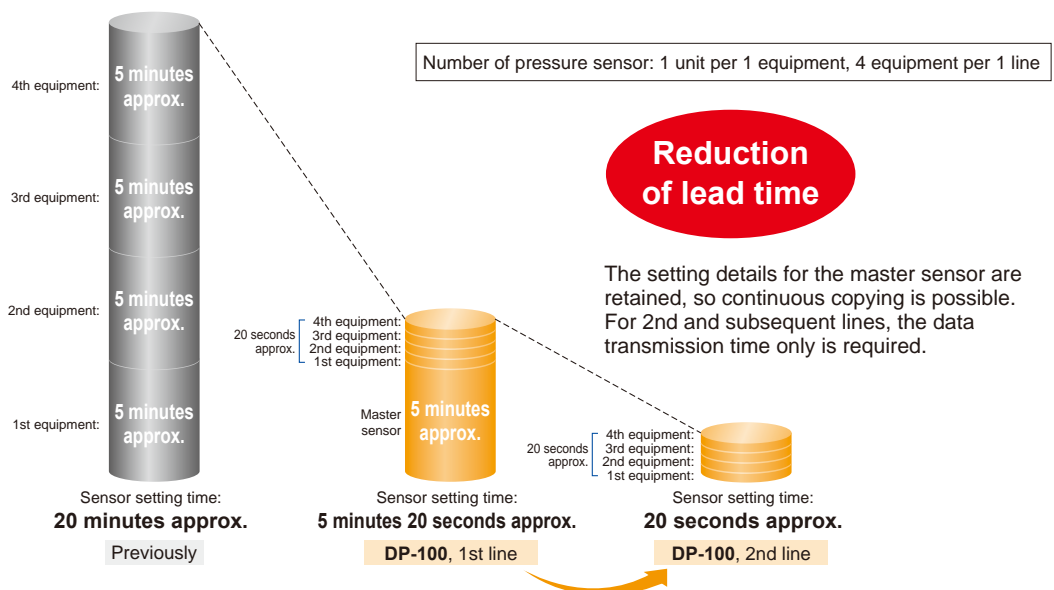 Number of pressure sensor: 1 unit per 1 equipment, 4 equipment per 1 line
Reduction
of lead time
The setting details for the master sensor are
retained, so continuous copying is possible.
For 2nd and subsequent lines, the data
transmission time only is required.
4th equipment:
5 minutes
approx.
3rd equipment:
5 minutes
approx.
2nd equipment:
5 minutes
approx.
1st equipment:
5 minutes
approx.
Sensor setting time:
20 minutes approx.
Previously
20 seconds
approx.
4th equipment:
3rd equipment:
2nd equipment:
1st equipment:
Master
sensor
5 minutes
approx.
Sensor setting time:
5 minutes 20 seconds approx.
DP-100, 1st line
20 seconds
approx.
4th equipment:
3rd equipment:
2nd equipment:
1st equipment:
Sensor setting time:
20 seconds approx.
DP-100, 2nd line